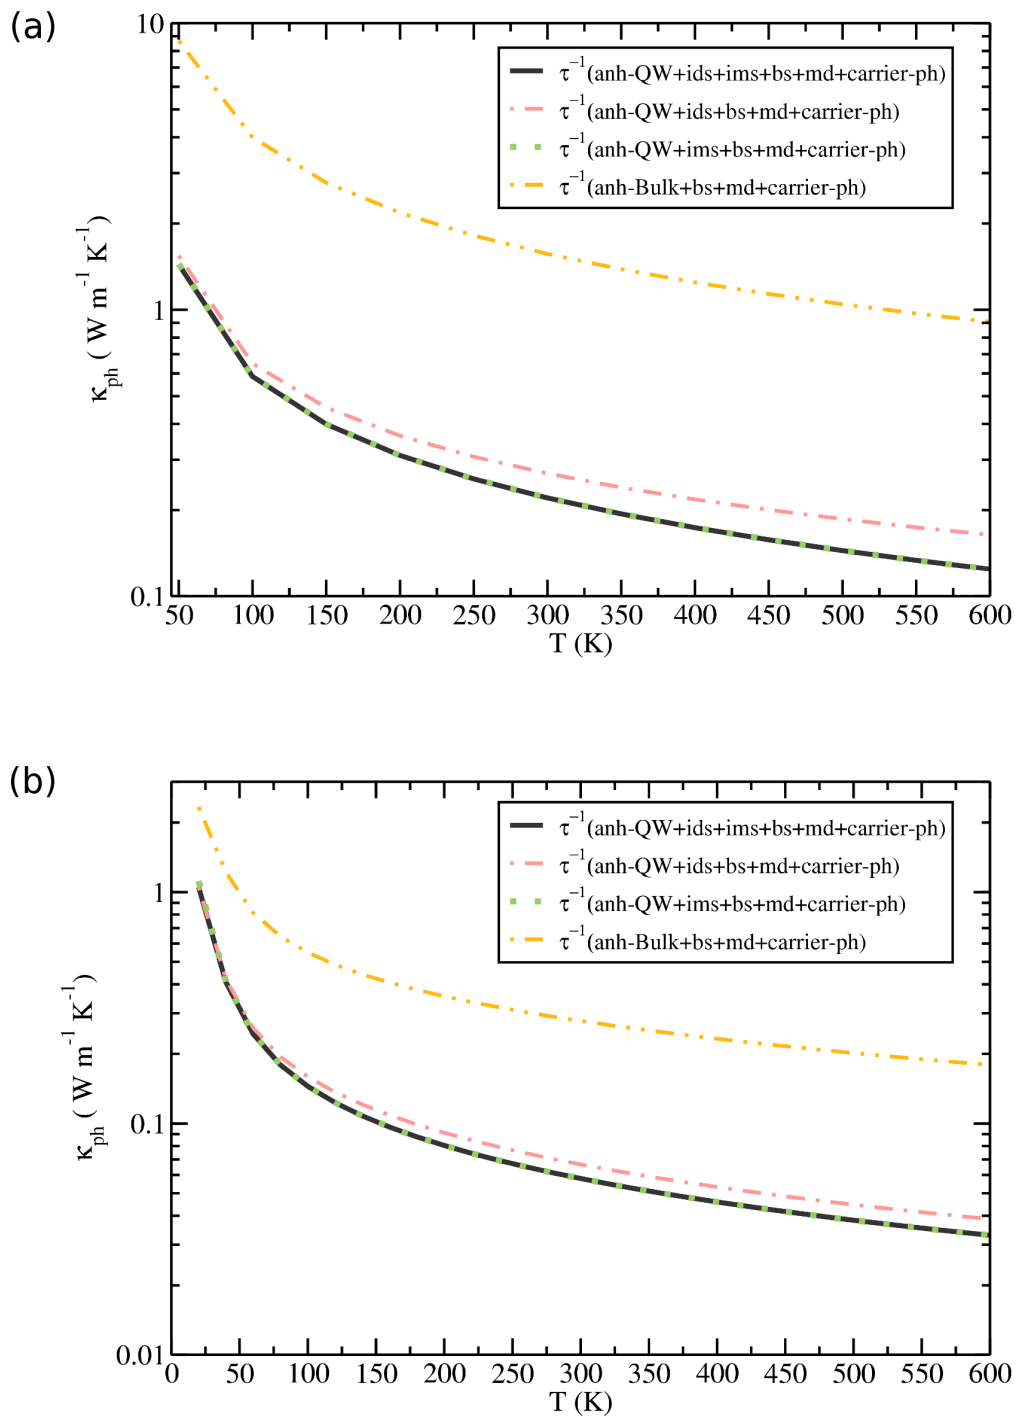 (a)
10
1
0.1
κph ( W m⁻¹ K⁻¹)
τ⁻¹(anh-QW+ids+ims+bs+md+carrier-ph)
τ⁻¹(anh-QW+ids+bs+md+carrier-ph)
τ⁻¹(anh-QW+ims+bs+md+carrier-ph)
τ⁻¹(anh-Bulk+bs+md+carrier-ph)
50 100 150 200 250 300 350 400 450 500 550 600
T (K)
(b)
1
0.1
0.01
κph ( W m⁻¹ K⁻¹)
τ⁻¹(anh-QW+ids+ims+bs+md+carrier-ph)
τ⁻¹(anh-QW+ids+bs+md+carrier-ph)
τ⁻¹(anh-QW+ims+bs+md+carrier-ph)
τ⁻¹(anh-Bulk+bs+md+carrier-ph)
0 50 100 150 200 250 300 350 400 450 500 550 600
T (K)